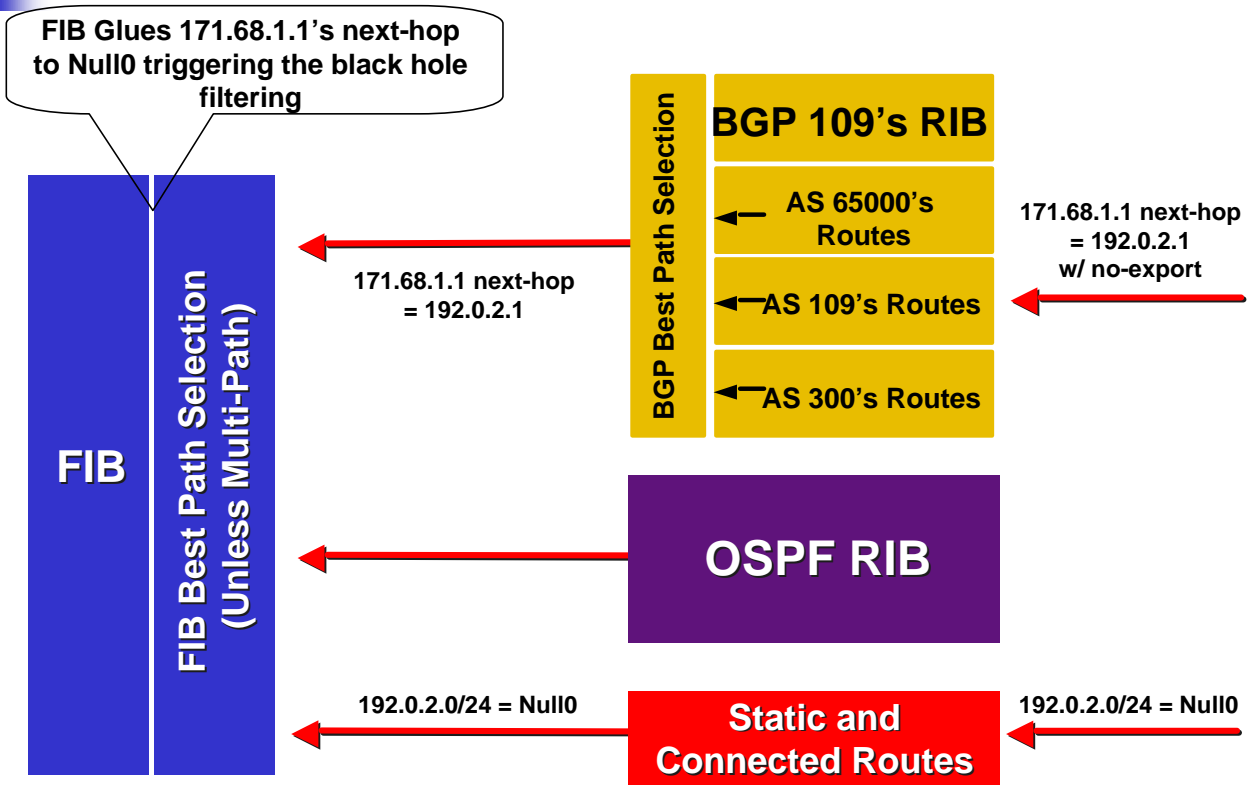 FIB Glues 171.68.1.1’s next-hop
to Null0 triggering the black hole
filtering
FIB
FIB Best Path Selection
(Unless Multi-Path)
171.68.1.1 next-hop
= 192.0.2.1
BGP Best Path Selection
BGP 109’s RIB
AS 65000’s
Routes
AS 109’s Routes
AS 300’s Routes
171.68.1.1 next-hop
= 192.0.2.1
w/ no-export
OSPF RIB
192.0.2.0/24 = Null0
Static and
Connected Routes
192.0.2.0/24 = Null0